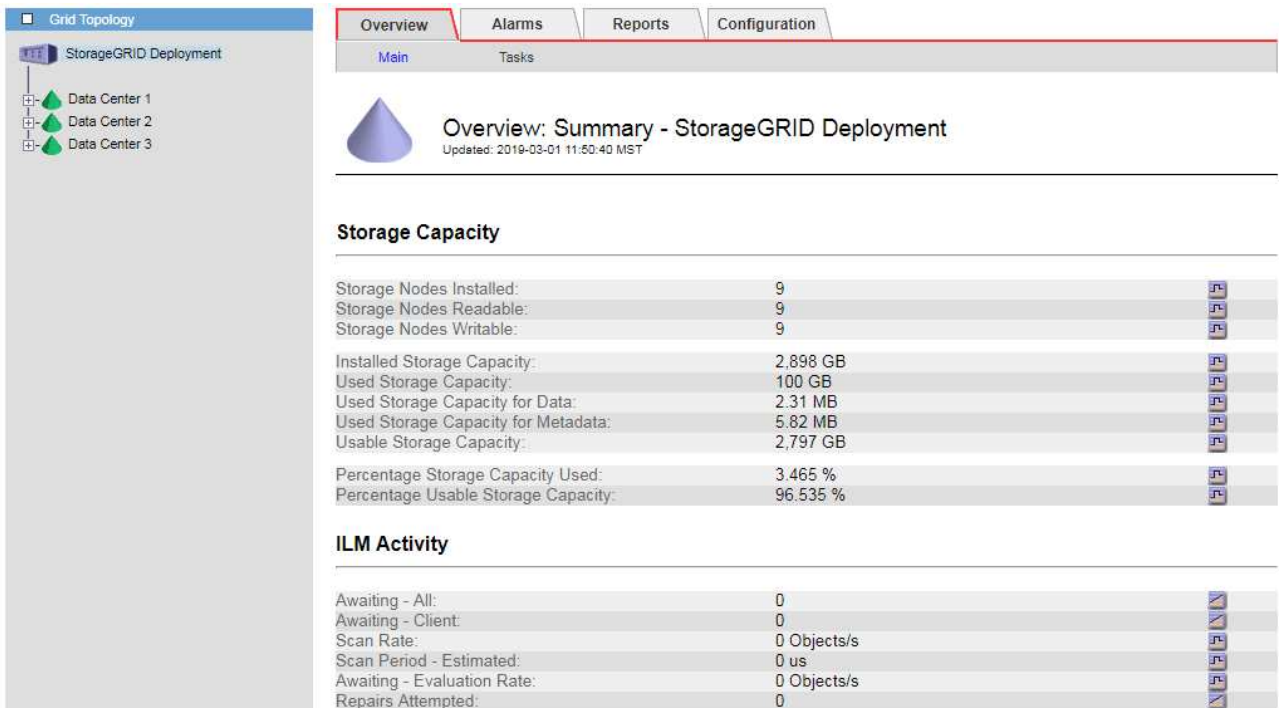 Grid Topology
StorageGRID Deployment
Data Center 1
Data Center 2
Data Center 3
Overview Alarms Reports Configuration
Main Tasks
Overview: Summary - StorageGRID Deployment
Updated: 2019-03-01 11:50:40 MST
Storage Capacity
Storage Nodes Installed: 9
Storage Nodes Readable: 9
Storage Nodes Writable: 9
Installed Storage Capacity: 2,898 GB
Used Storage Capacity: 100 GB
Used Storage Capacity for Data: 2.31 MB
Used Storage Capacity for Metadata: 5.82 MB
Usable Storage Capacity: 2,797 GB
Percentage Storage Capacity Used: 3.465 %
Percentage Usable Storage Capacity: 96.535 %
ILM Activity
Awaiting - All: 0
Awaiting - Client: 0
Scan Rate: 0 Objects/s
Scan Period - Estimated: 0 us
Awaiting - Evaluation Rate: 0 Objects/s
Repairs Attempted: 0